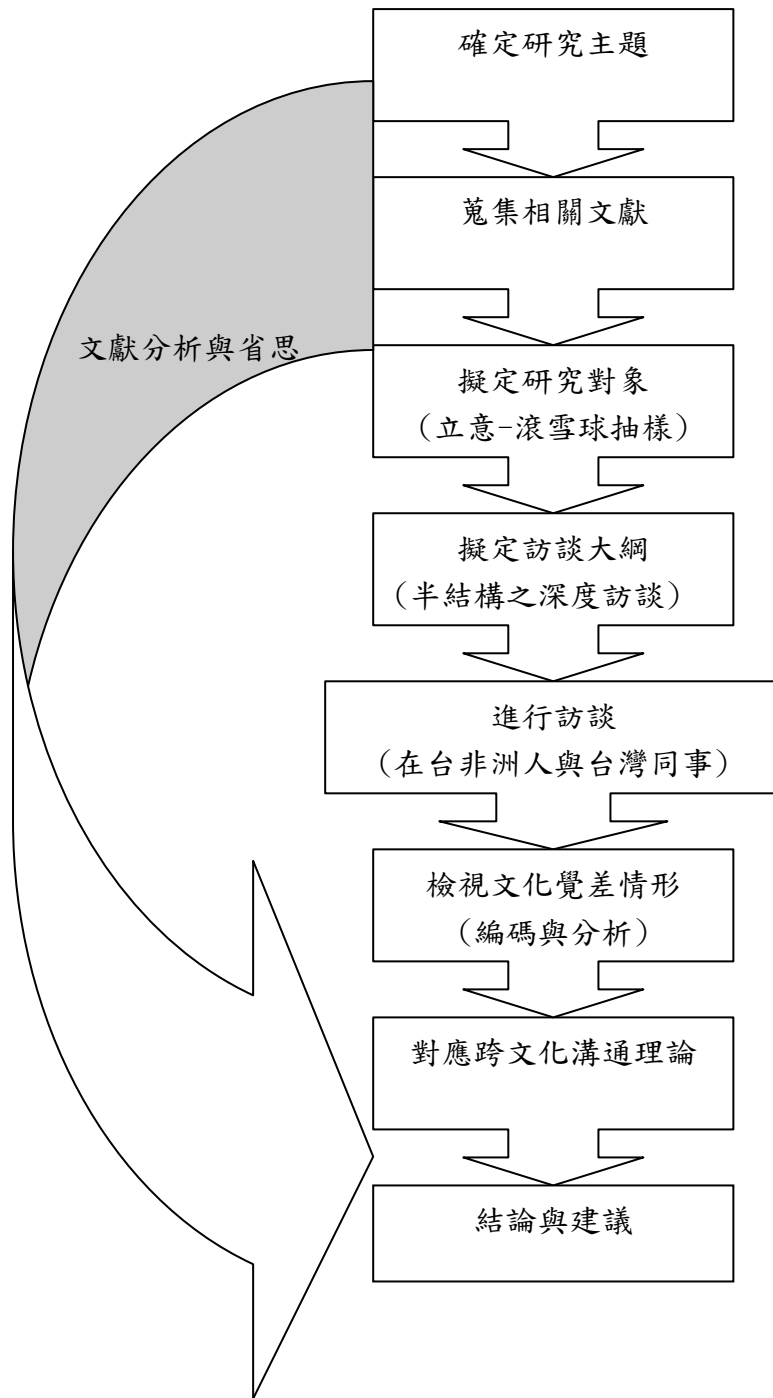 確定研究主題
蒐集相關文獻
文獻分析與省思
擬定研究對象
(立意-滾雪球抽樣)
擬定訪談大綱
(半結構之深度訪談)
進行訪談
(在台非洲人與台灣同事)
檢視文化覺差情形
(編碼與分析)
對應跨文化溝通理論
結論與建議